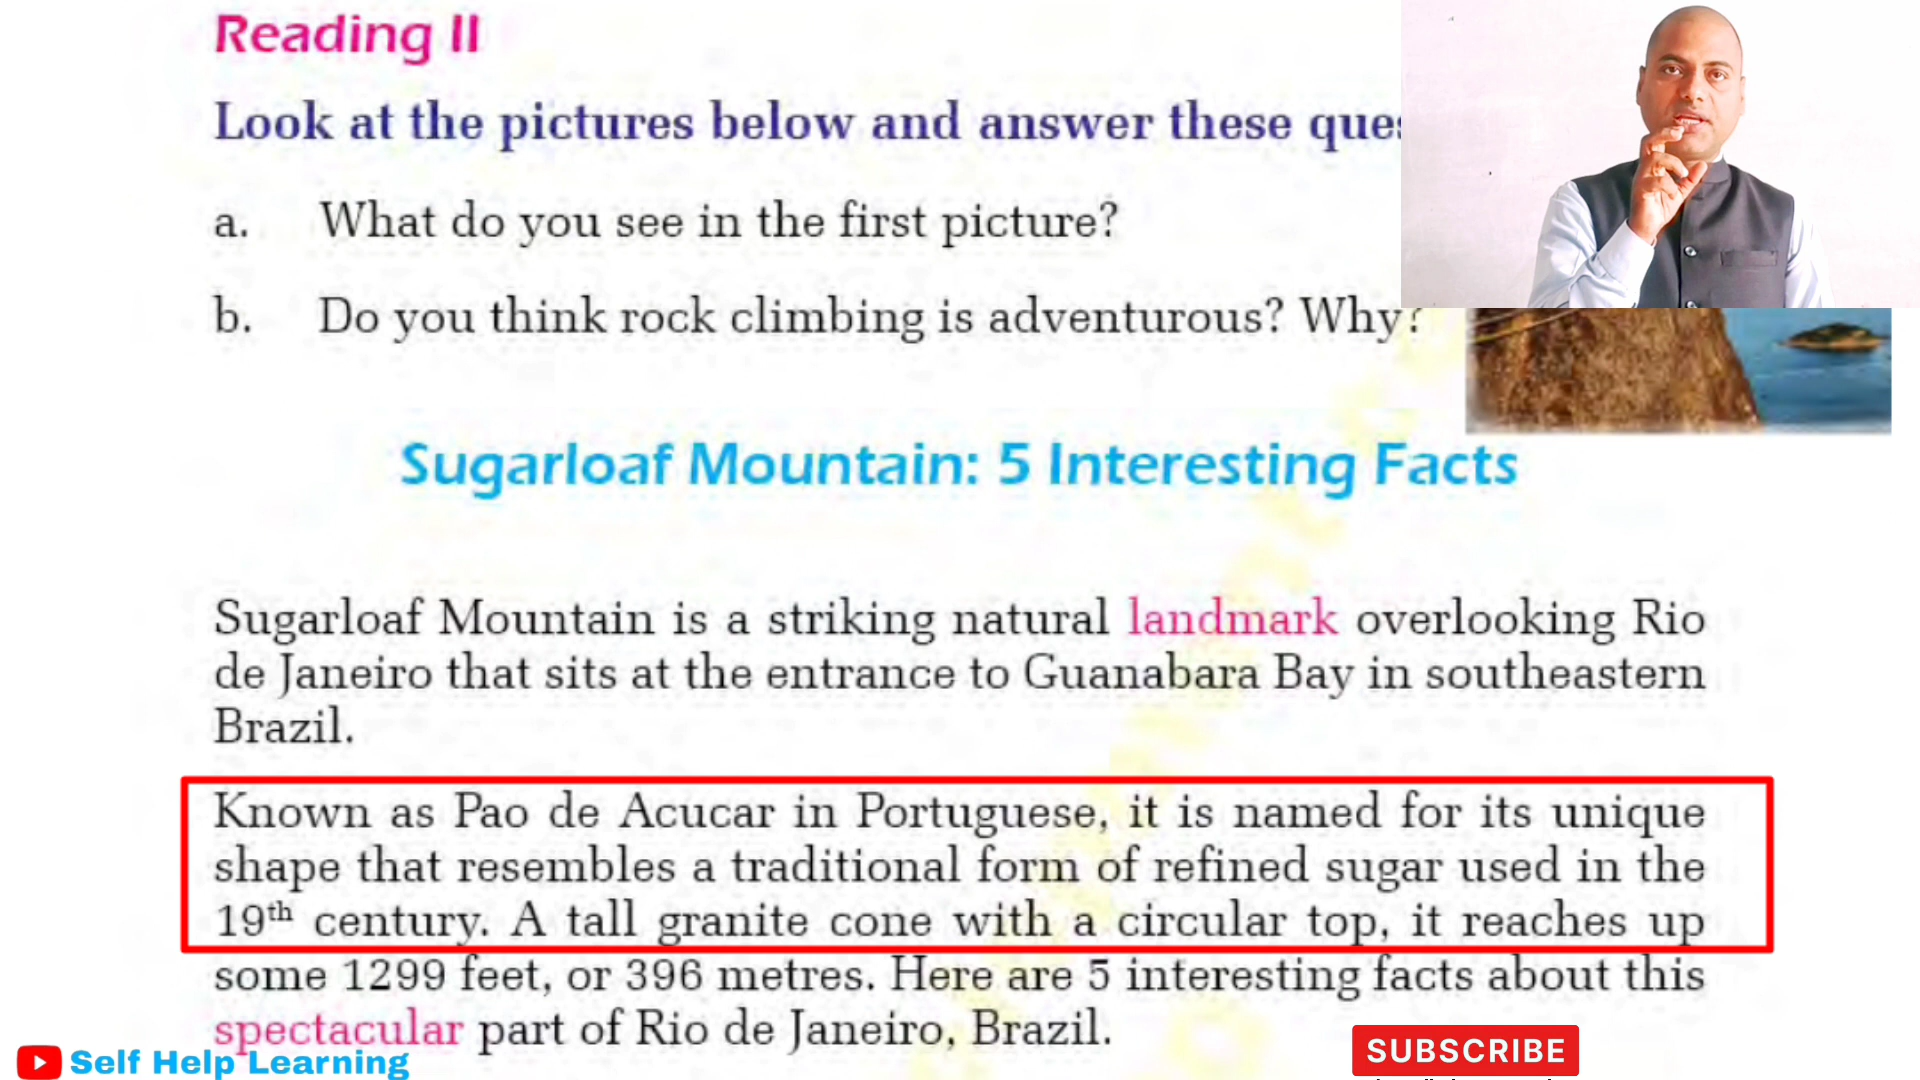 Reading II
Look at the pictures below and answer these
a. What do you see in the first picture?
b. Do you think rock climbing is adventurous? Why?
Sugarloaf Mountain: 5 Interesting Facts
Sugarloaf Mountain is a striking natural landmark overlooking Rio
de Janeiro that sits at the entrance to Guanabara Bay in southeastern
Brazil.
Known as Pao de Acucar in Portuguese, it is named for its unique
shape that resembles a traditional form of refined sugar used in the
19th century. A tall granite cone with a circular top, it reaches up
some 1299 feet, or 396 metres. Here are 5 interesting facts about this
spectacular part of Rio de Janeiro, Brazil.
Self Help Learning
SUBSCRIBE